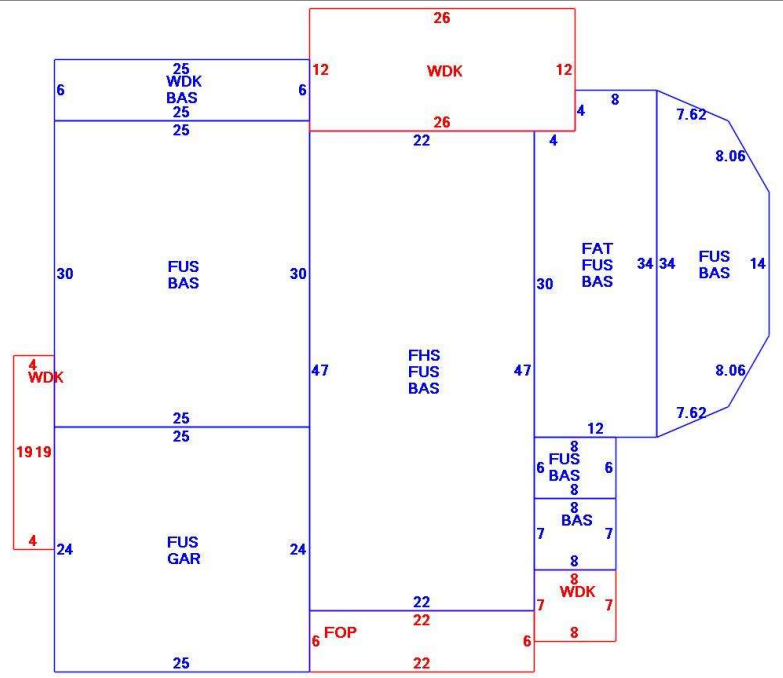 26
12 WDK 12
26
25
6 WDK 6
BAS
25
8
4
7.62
8.06
25
22
4
30 FUS 30
BAS
FAT
FUS
BAS
34 34
FUS
BAS
14
30
47 FHS 47
FUS
BAS
8.06
7.62
4
WDK
19 19
4
25
25
12
8
6 FUS 6
BAS
8
8
BAS
7 7
8
24 FUS 24
GAR
25
22
22
6 FOP 6
22
8
WDK
7 7
8